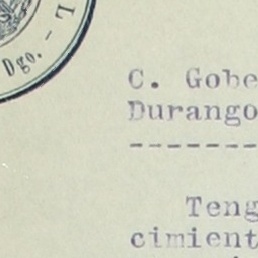 L -
Dgo. -
C. Gobe
Durango
-------
Teng
cimient